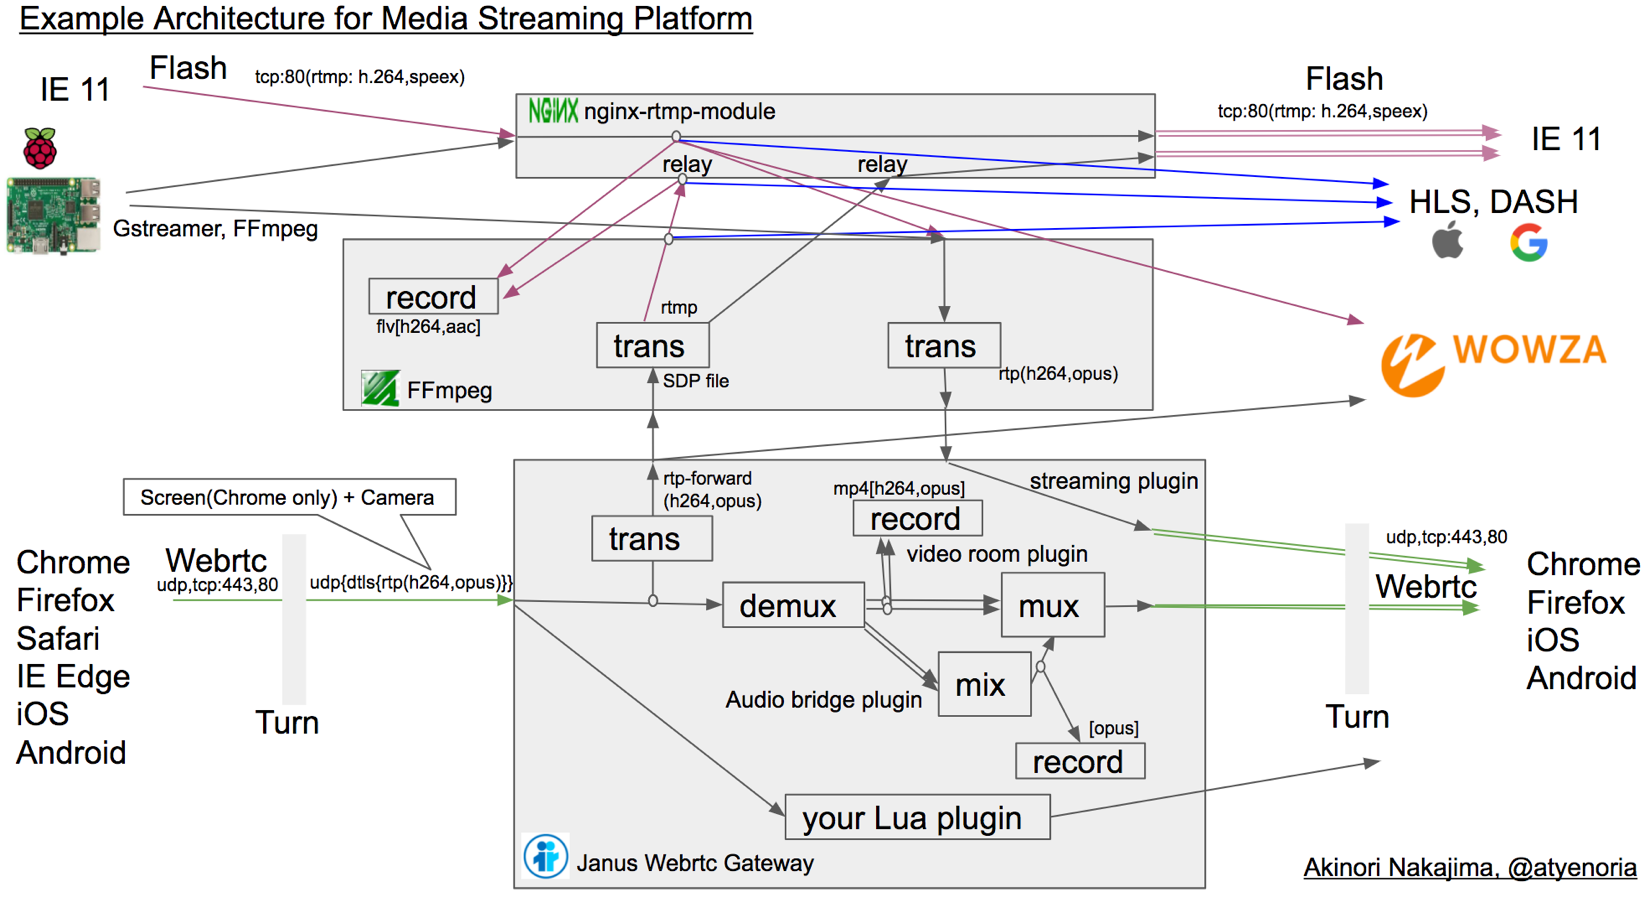 Example Architecture for Media Streaming Platform
IE 11
Flash
tcp:80(rtmp: h.264,speex)
NGINX nginx-rtmp-module
relay
relay
Flash
tcp:80(rtmp: h.264,speex)
IE 11
Gstreamer, FFmpeg
HLS, DASH
G
record
flv[h264,aac]
rtmp
trans
SDP file
trans
rtp(h264,opus)
FFmpeg
WOWZA
Screen(Chrome only) + Camera
rtp-forward
(h264,opus)
trans
mp4[h264,opus]
record
streaming plugin
video room plugin
Chrome
Firefox
Safari
IE Edge
iOS
Android
Webrtc
udp,tcp:443,80
udp{dtls{rtp(h264,opus)}}
Turn
demux
mux
Audio bridge plugin
mix
[opus]
record
your Lua plugin
Janus Webrtc Gateway
udp,tcp:443,80
Webrtc
Turn
Chrome
Firefox
iOS
Android
Akinori Nakajima, @atyenoria